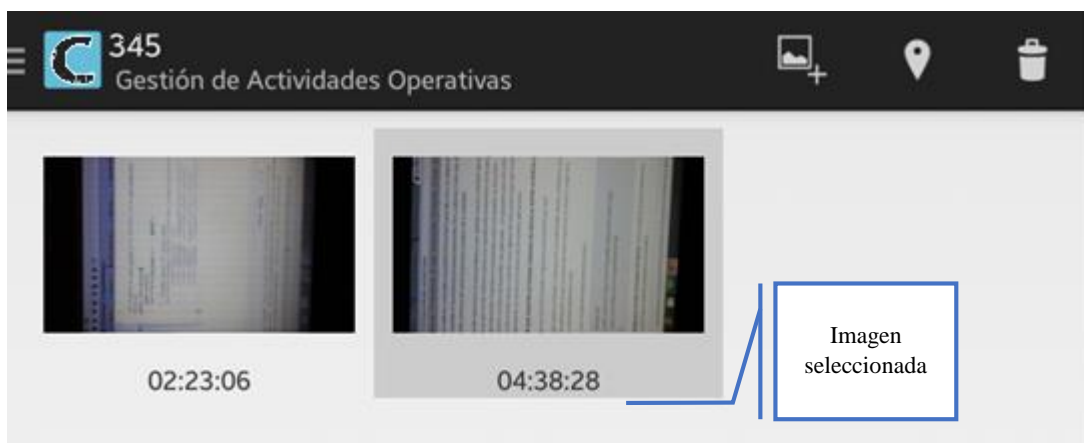 345
Gestión de Actividades Operativas
02:23:06
04:38:28
Imagen
seleccionada